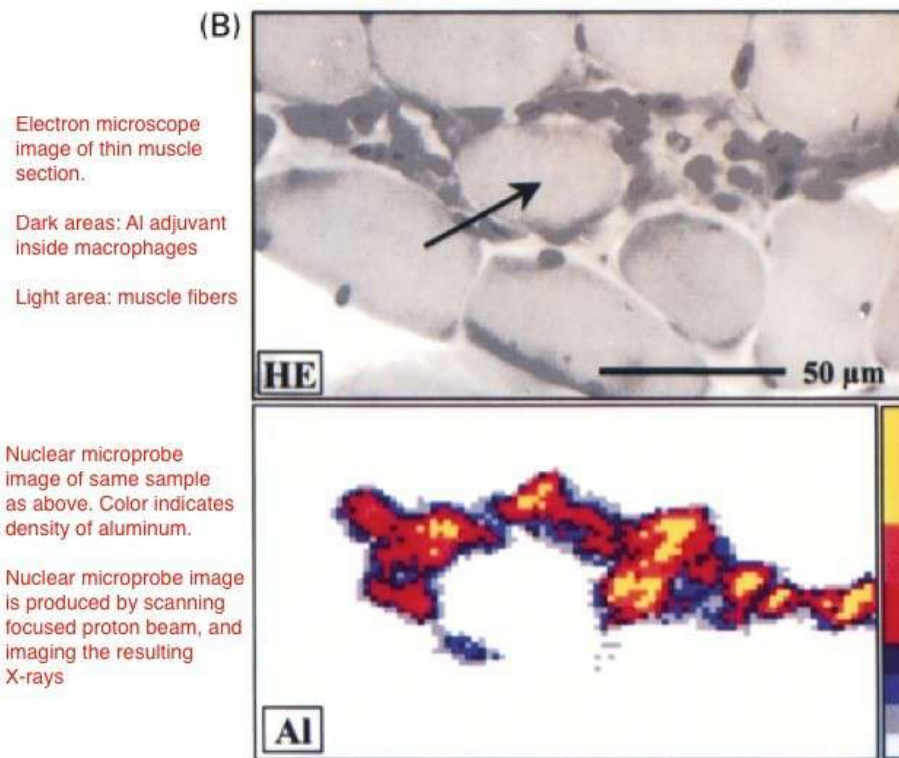 (B)
Electron microscope
image of thin muscle
section.
Dark areas: Al adjuvant
inside macrophages
Light area: muscle fibers
HE
50 µm
Nuclear microprobe
image of same sample
as above. Color indicates
density of aluminum.
Nuclear microprobe image
is produced by scanning
focused proton beam, and
imaging the resulting
X-rays
Al